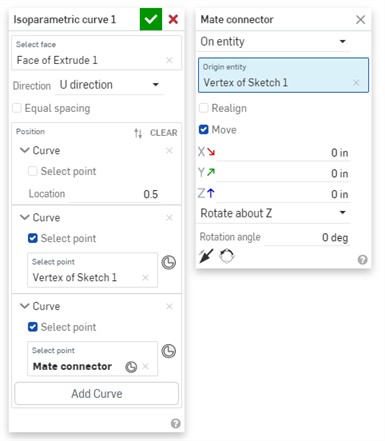 Isoparametric curve 1
Select face
Face of Extrude 1
Direction U direction
Equal spacing
Position CLEAR
Curve
Select point
Location 0.5
Curve
Select point
Select point
Vertex of Sketch 1
Curve
Select point
Select point
Mate connector
Add Curve
Mate connector
On entity
Origin entity
Vertex of Sketch 1
Realign
Move
X 0 in
Y 0 in
Z 0 in
Rotate about Z
Rotation angle 0 deg